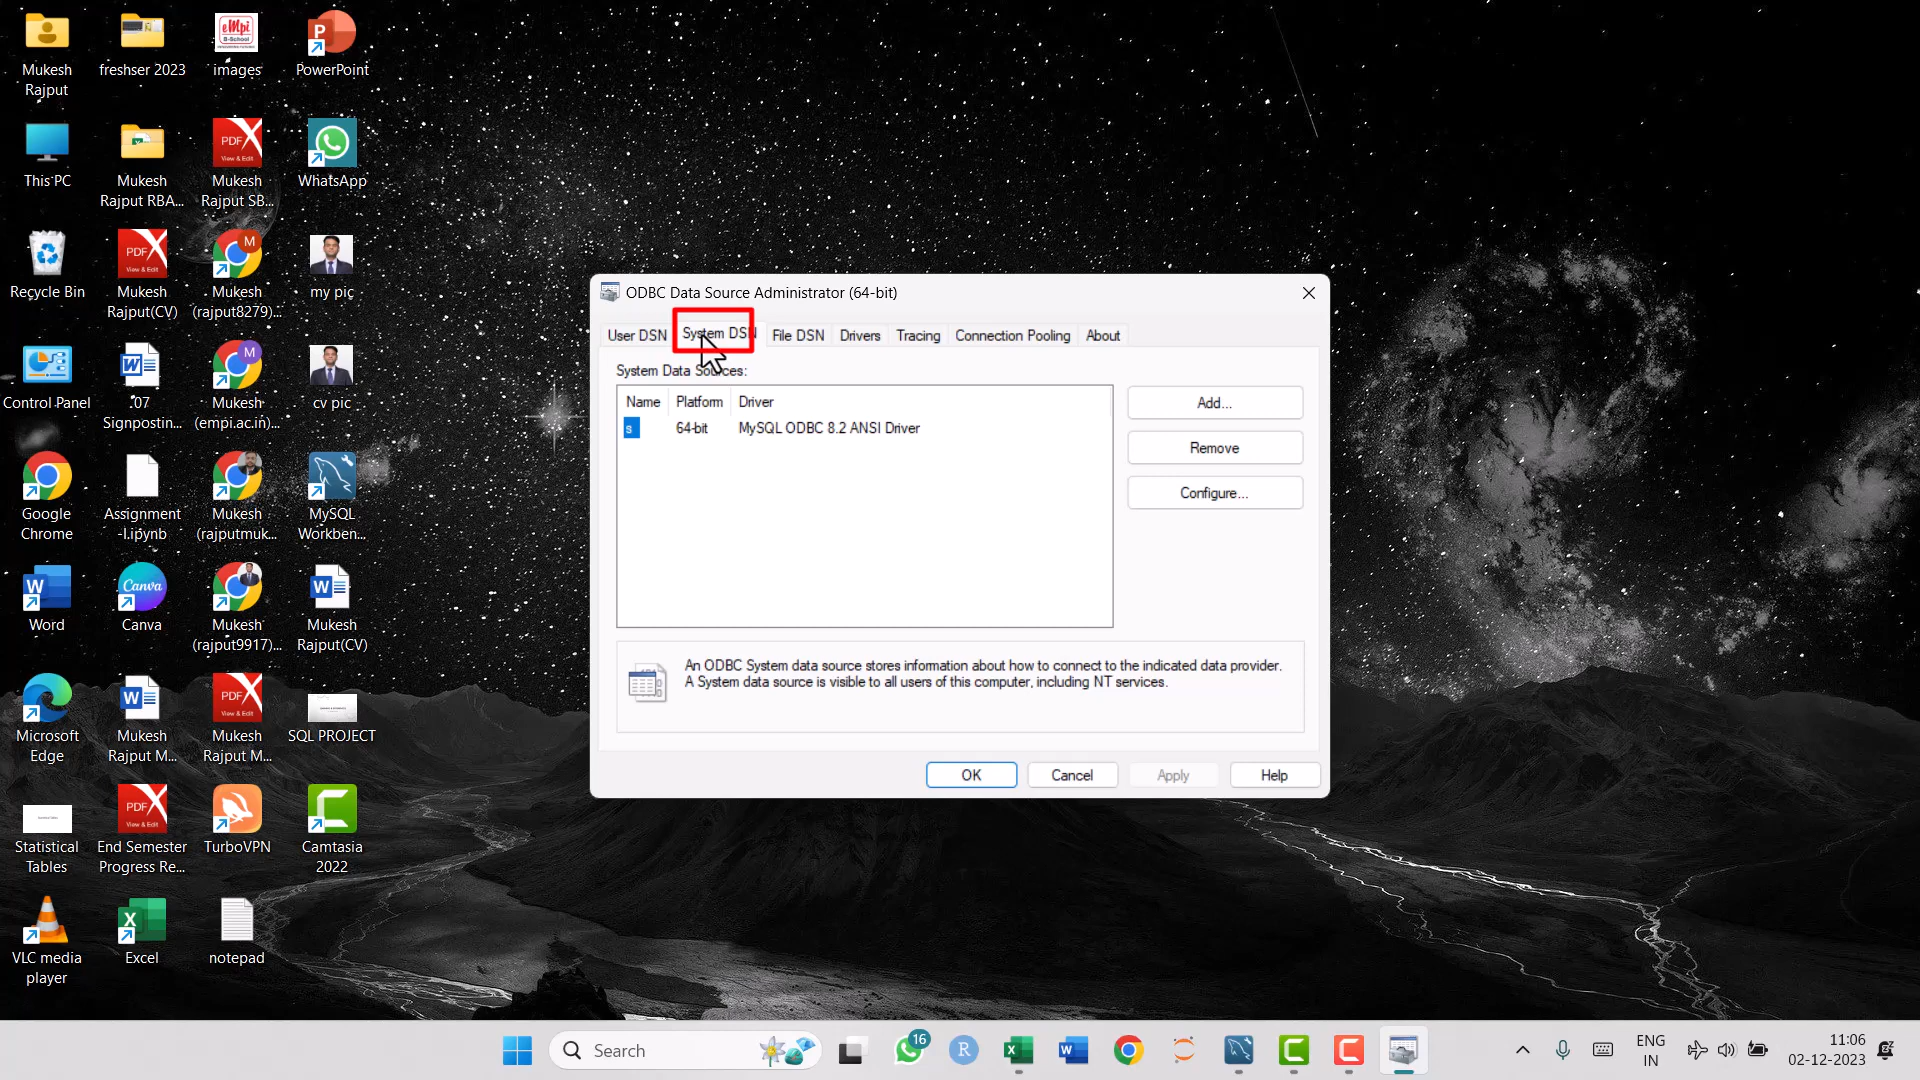 Mukesh
Rajput
freshser 2023
images
PowerPoint
This PC
Mukesh
Rajput RBA...
Mukesh
Rajput SB...
WhatsApp
Recycle Bin
Mukesh
Rajput(CV)
Mukesh
(rajput8279)...
my pic
Control Panel
07
Signpostin...
Mukesh
(empi.ac.in)...
cv pic
Google
Chrome
Assignment
-I.ipynb
Mukesh
(rajputmuk...
MySQL
Workben...
Word
Canva
Mukesh
(rajput9917)...
Mukesh
Rajput(CV)
Microsoft
Edge
Mukesh
Rajput M...
Mukesh
Rajput M...
SQL PROJECT
Statistical
Tables
End Semester
Progress Re...
TurboVPN
Camtasia
2022
VLC media
player
Excel
notepad
ODBC Data Source Administrator (64-bit)
User DSN
System DSN
File DSN
Drivers
Tracing
Connection Pooling
About
System Data Sources:
Name Platform Driver
s 64-bit MySQL ODBC 8.2 ANSI Driver
Add...
Remove
Configure...
An ODBC System data source stores information about how to connect to the indicated data provider.
A System data source is visible to all users of this computer, including NT services.
OK
Cancel
Apply
Help
Search
16
ENG
IN
11:06
02-12-2023